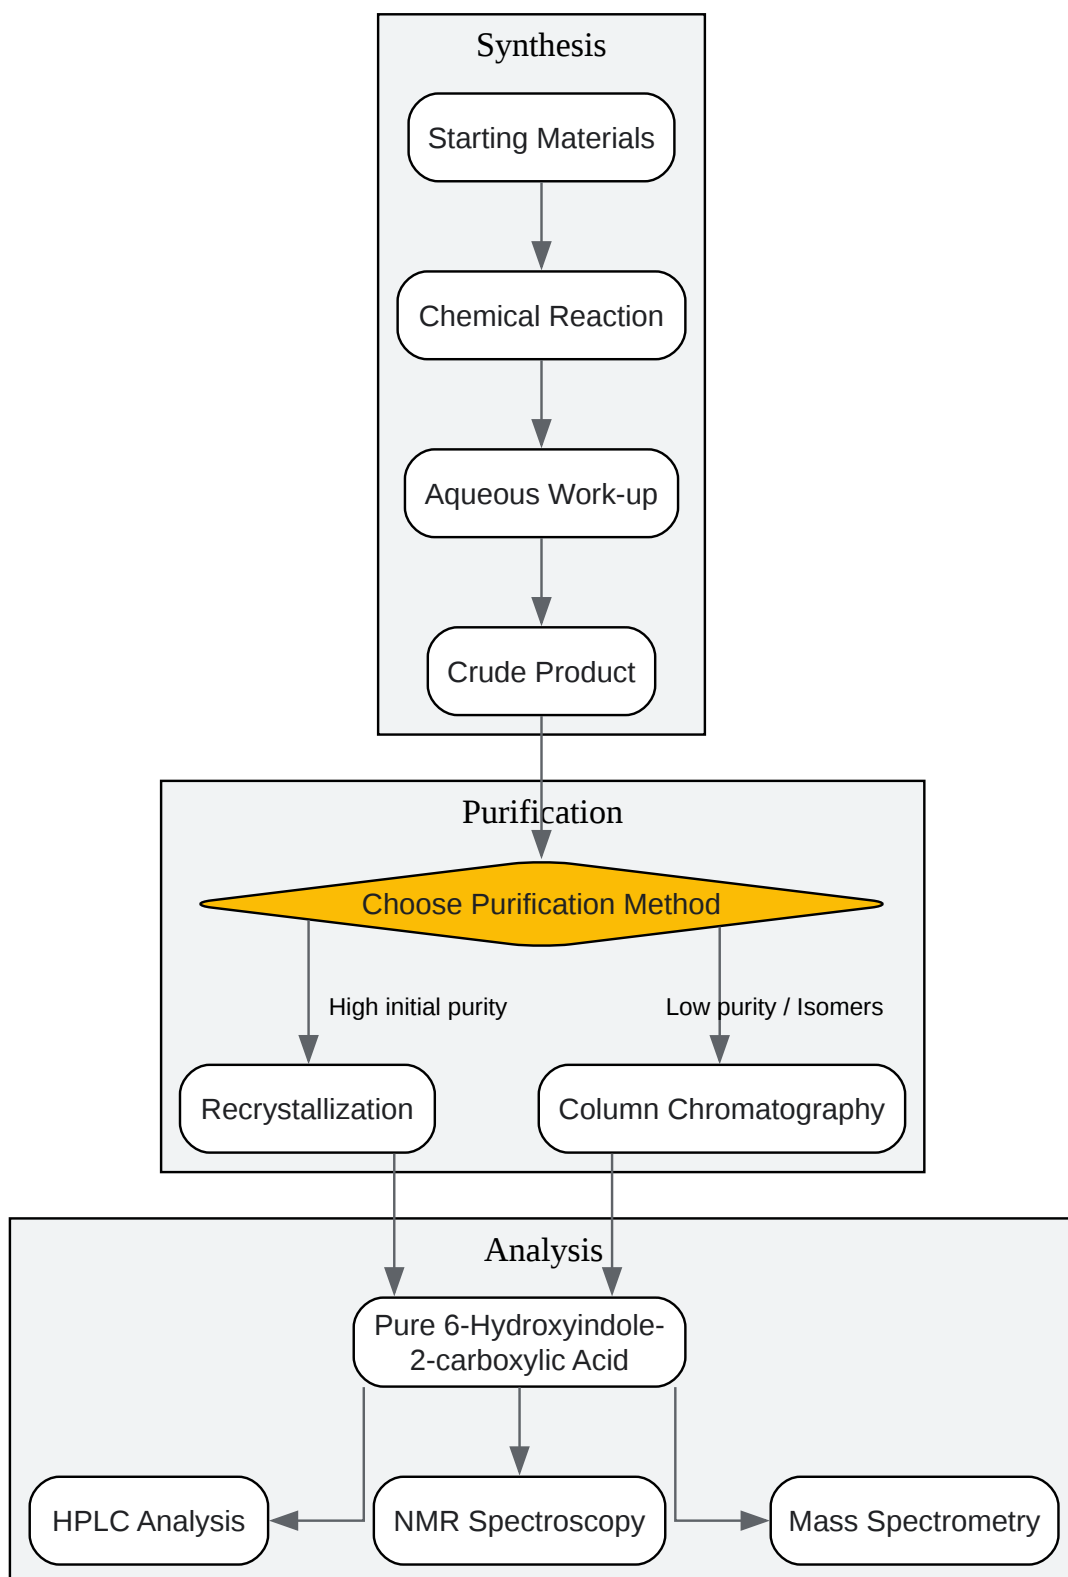 Synthesis
Starting Materials
Chemical Reaction
Aqueous Work-up
Crude Product
Purification
Choose Purification Method
High initial purity
Low purity / Isomers
Recrystallization
Column Chromatography
Analysis
Pure 6-Hydroxyindole-
2-carboxylic Acid
HPLC Analysis
NMR Spectroscopy
Mass Spectrometry